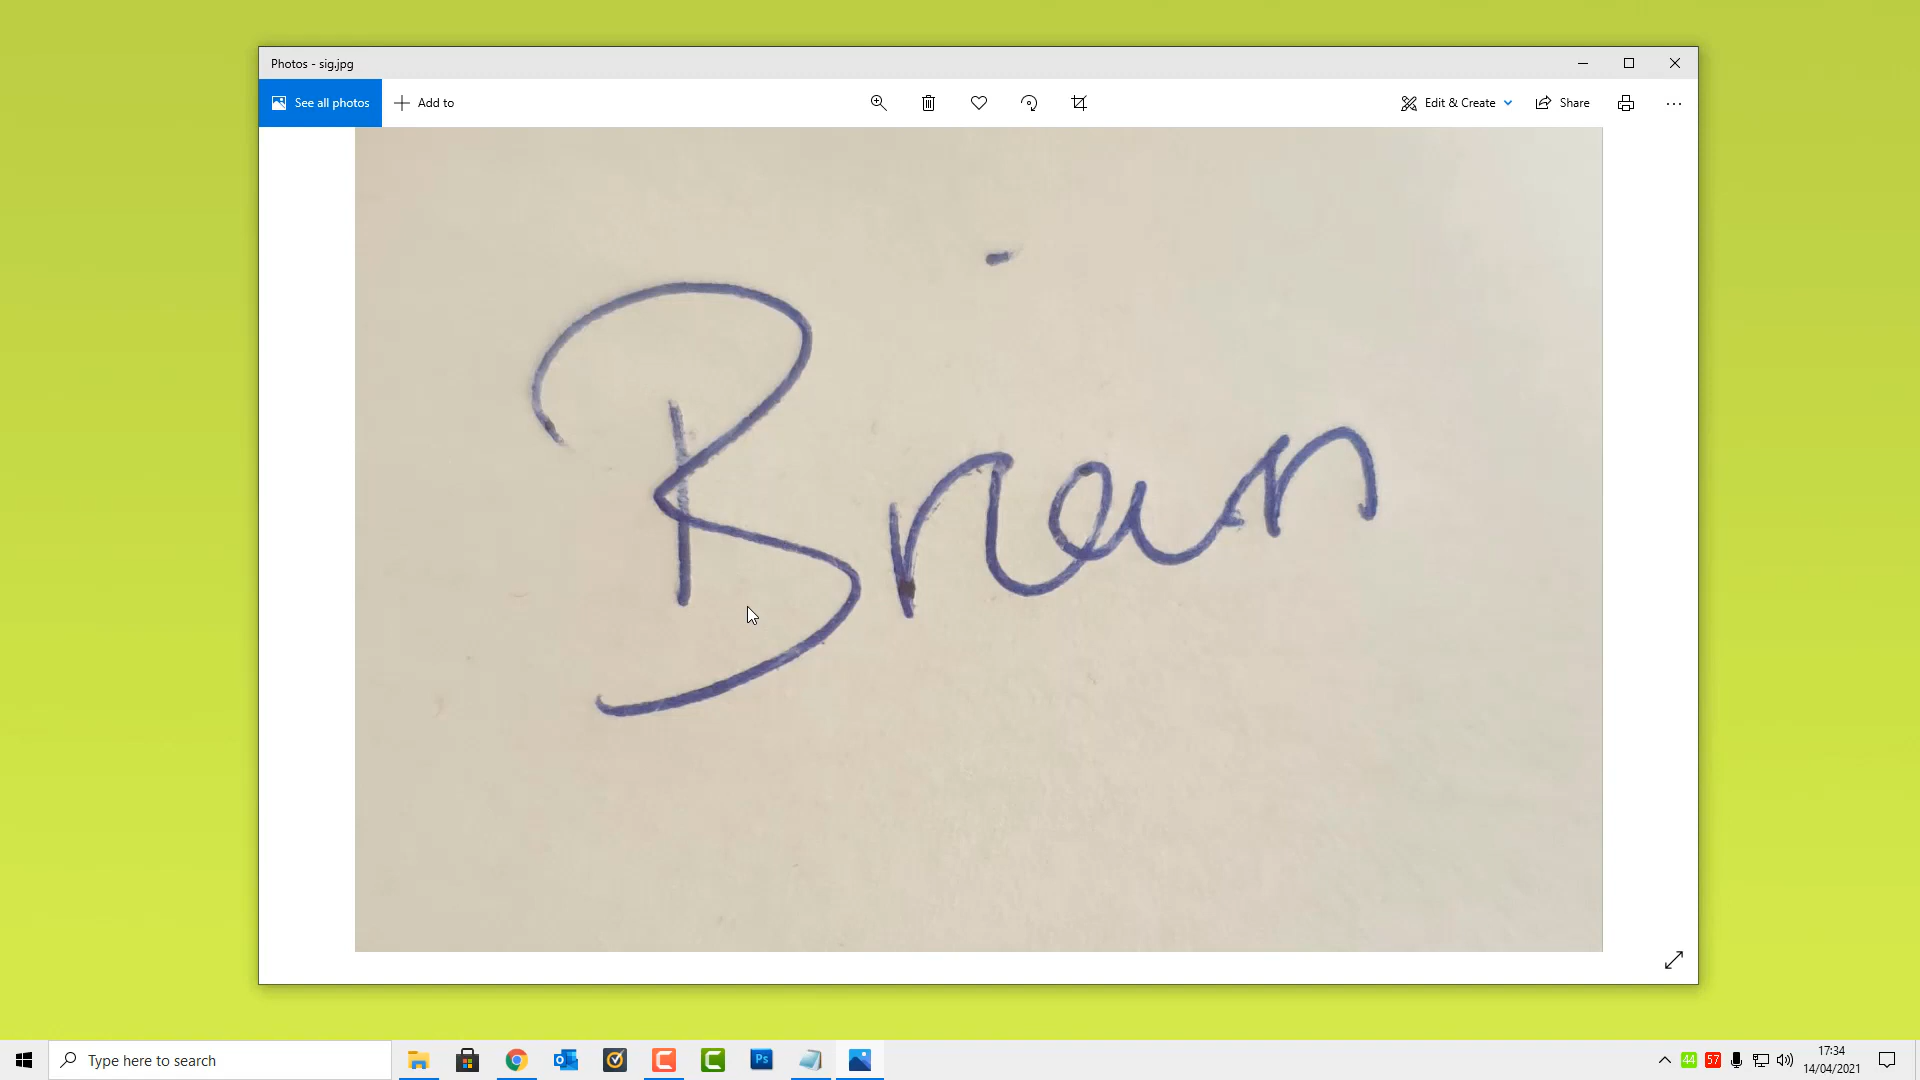 Photos - sig.jpg
See all photos
Add to
Edit & Create
Share
Brian
Type here to search
Ps
44
57
17:34
14/04/2021